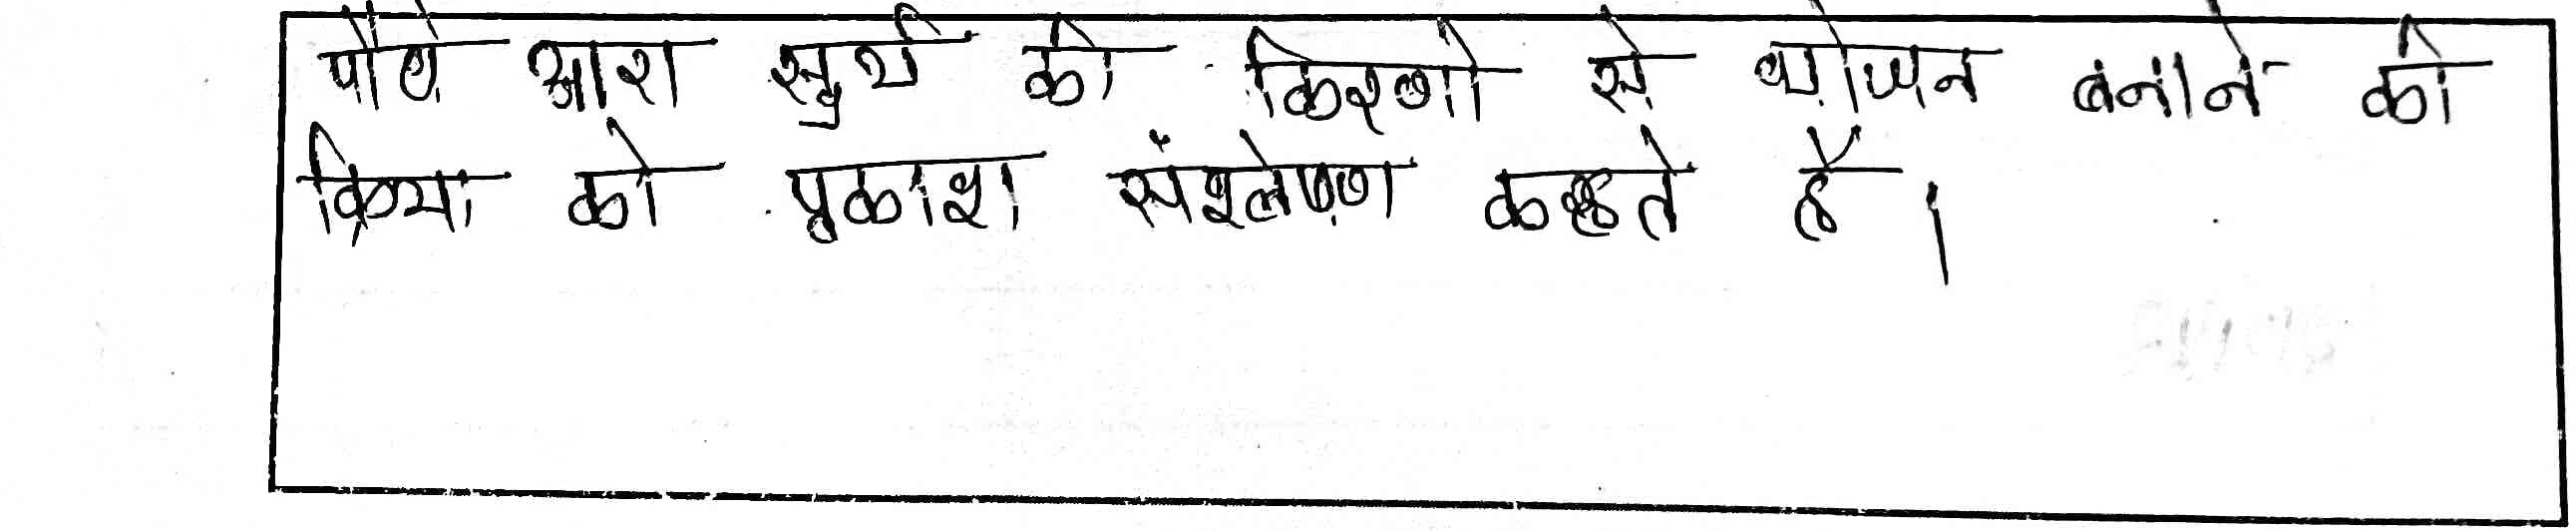 पौधे द्वारा सुर्य की किरणो से भोजन बनाने की
क्रिया को प्रकाश संश्लेषण कहते है।